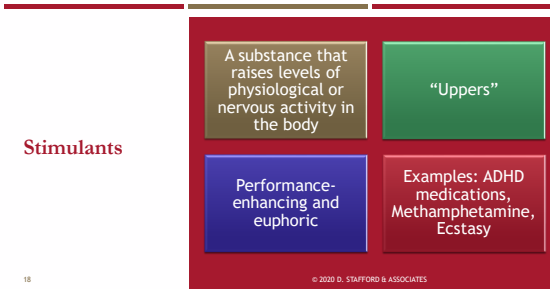 Stimulants
A substance that
raises levels of
physiological or
nervous activity in
the body
“Uppers”
Performance-
enhancing and
euphoric
Examples: ADHD
medications,
Methamphetamine,
Ecstasy
18
© 2020 D. STAFFORD & ASSOCIATES